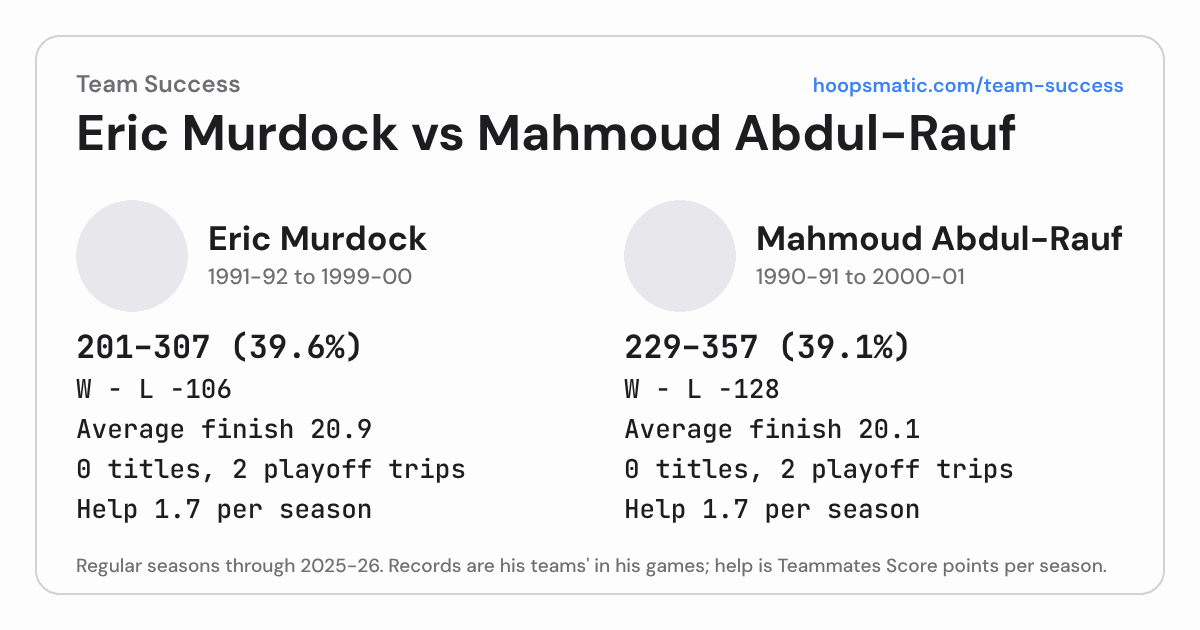 Team Success
hoopsmatic.com/team-success
Eric Murdock vs Mahmoud Abdul-Rauf
Eric Murdock
1991-92 to 1999-00
201-307 (39.6%)
W - L -106
Average finish 20.9
0 titles, 2 playoff trips
Help 1.7 per season
Mahmoud Abdul-Rauf
1990-91 to 2000-01
229-357 (39.1%)
W - L -128
Average finish 20.1
0 titles, 2 playoff trips
Help 1.7 per season
Regular seasons through 2025-26. Records are his teams' in his games; help is Teammates Score points per season.